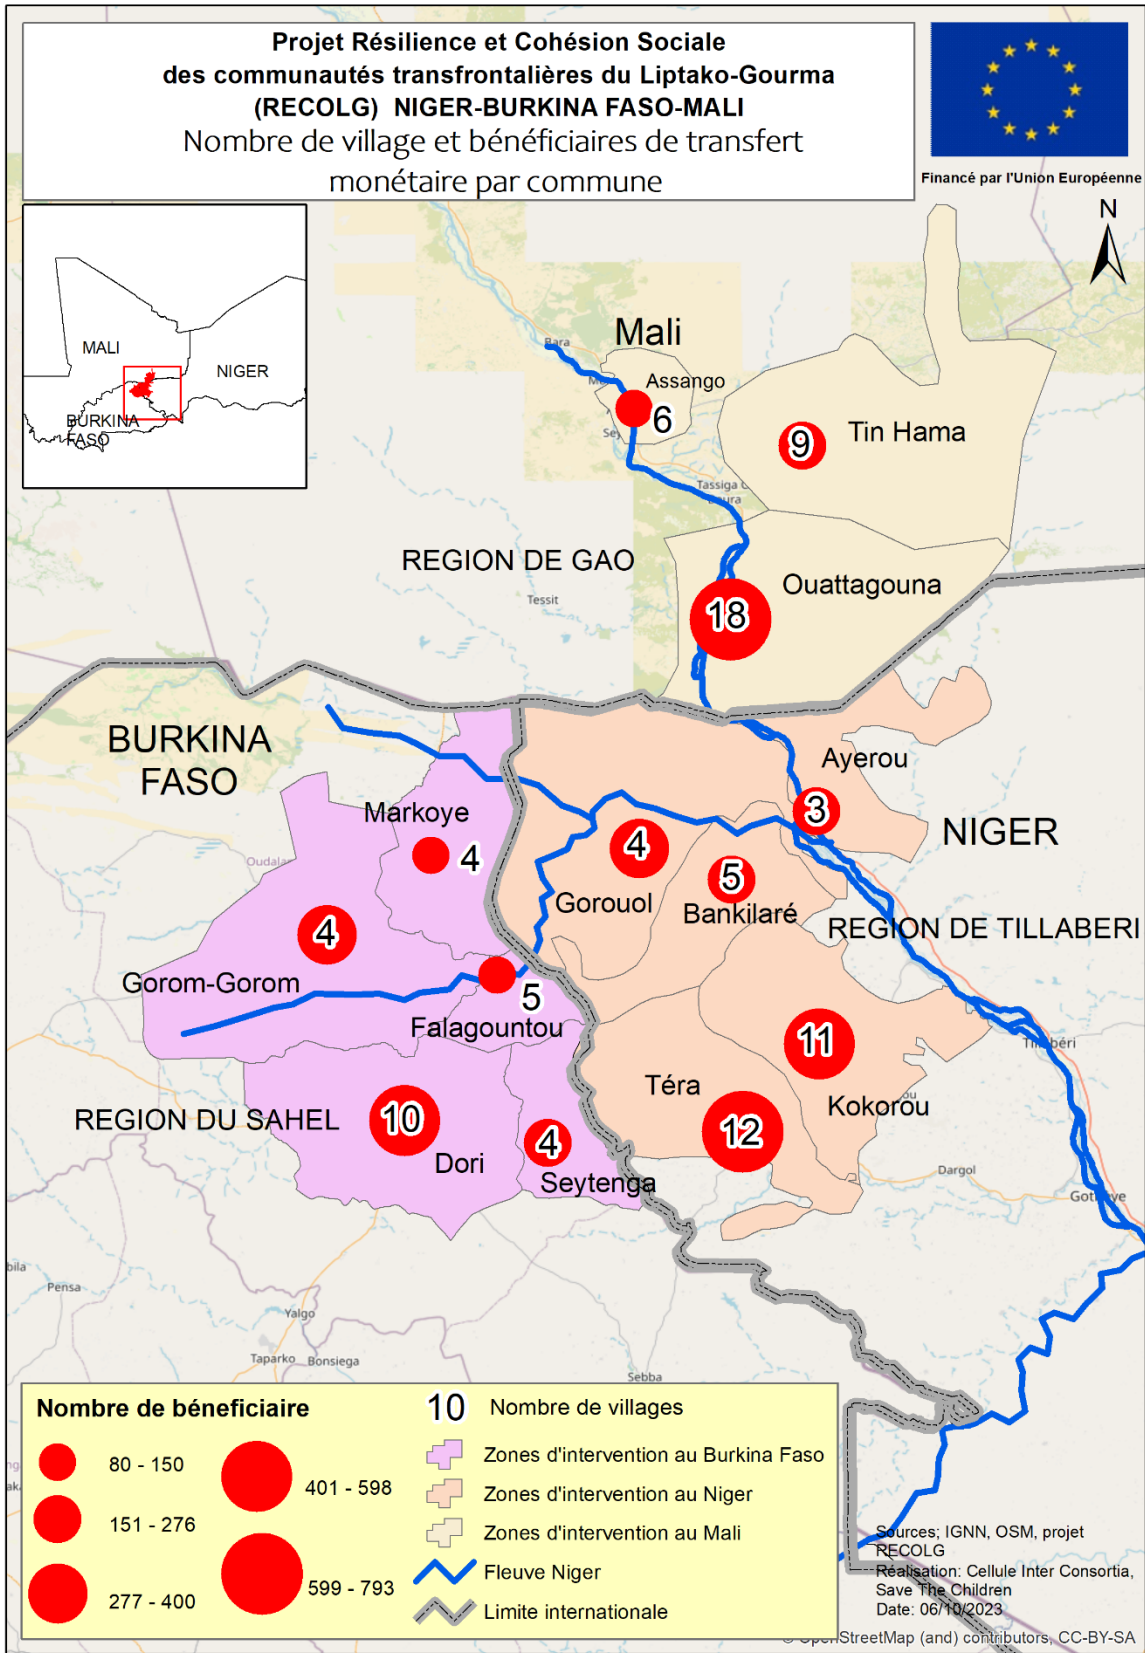 Projet Résilience et Cohésion Sociale
des communautés transfrontalières du Liptako-Gourma
(RECOLG) NIGER-BURKINA FASO-MALI
Nombre de village et bénéficiaires de transfert
monétaire par commune
Financé par l'Union Européenne
N
MALI
NIGER
BURKINA
FASO
Mali
Bara
Assango
6
Tin Hama
9
Tassiga
REGION DE GAO
Tessit
Ouattagouna
18
BURKINA
FASO
Ayerou
3
NIGER
Markoye
4
Gorouol
4
Bankilaré
5
REGION DE TILLABERI
Gorom-Gorom
4
Falagountou
5
Kokorou
11
Tillabéri
Téra
12
REGION DU SAHEL
Dori
10
Seytenga
4
Dargol
Pensa
Yalgo
Taparko
Bonsiega
Sebba
Nombre de béneficiaire
80 - 150
151 - 276
277 - 400
401 - 598
599 - 793
10 Nombre de villages
Zones d'intervention au Burkina Faso
Zones d'intervention au Niger
Zones d'intervention au Mali
Fleuve Niger
Limite internationale
Sources; IGNN, OSM, projet
RECOLG
Réalisation: Cellule Inter Consortia,
Save The Children
Date: 06/10/2023
© OpenStreetMap (and) contributors, CC-BY-SA